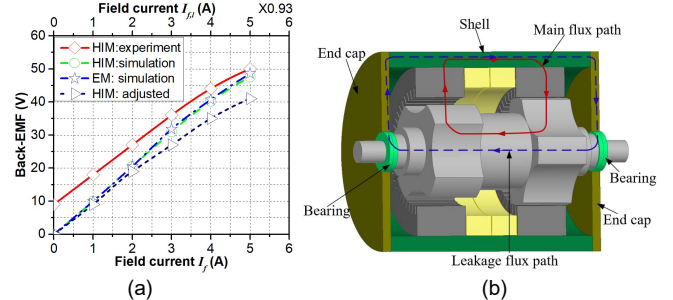 Field current I_f,l (A) X0.93
0 1 2 3 4 5 6
60
50
40
30
20
10
0
Back-EMF (V)
HIM:experiment
HIM:simulation
EM: simulation
HIM: adjusted
0 1 2 3 4 5 6
Field current I_f (A)
(a)
Shell
Main flux path
End cap
Bearing
Bearing
End cap
Leakage flux path
(b)